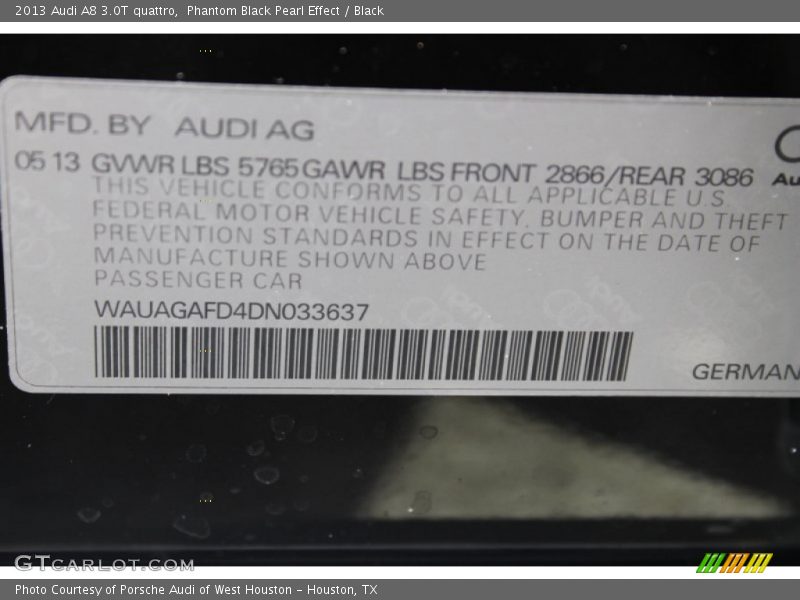 2013 Audi A8 3.0T quattro, Phantom Black Pearl Effect / Black
MFD. BY AUDI AG
05 13 GVWR LBS 5765 GAWR LBS FRONT 2866/REAR 3086
THIS VEHICLE CONFORMS TO ALL APPLICABLE U.S.
FEDERAL MOTOR VEHICLE SAFETY, BUMPER AND THEFT
PREVENTION STANDARDS IN EFFECT ON THE DATE OF
MANUFACTURE SHOWN ABOVE
PASSENGER CAR
WAUAGAFD4DN033637
GERMAN
GTCarLot.com
Photo Courtesy of Porsche Audi of West Houston - Houston, TX